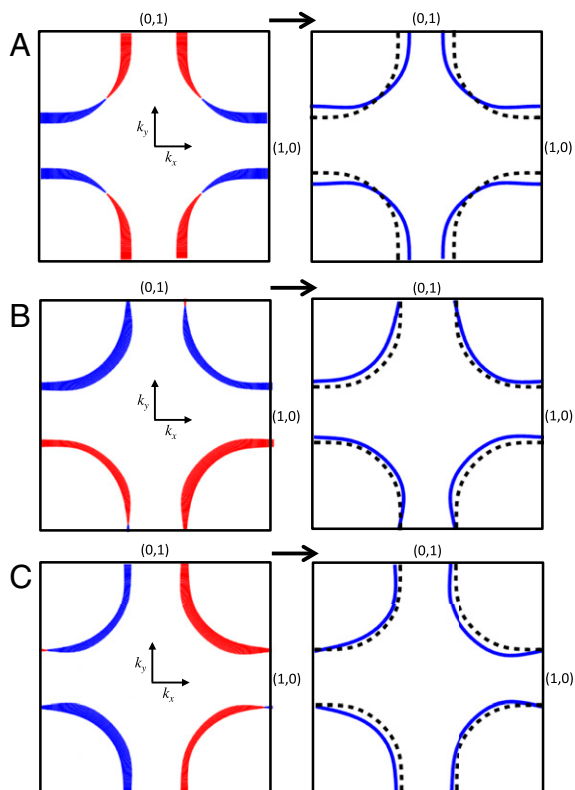 (0,1) (0,1)
A
k_y
k_x
(1,0) (1,0)
(0,1) (0,1)
B
k_y
k_x
(1,0) (1,0)
(0,1) (0,1)
C
k_y
k_x
(1,0) (1,0)